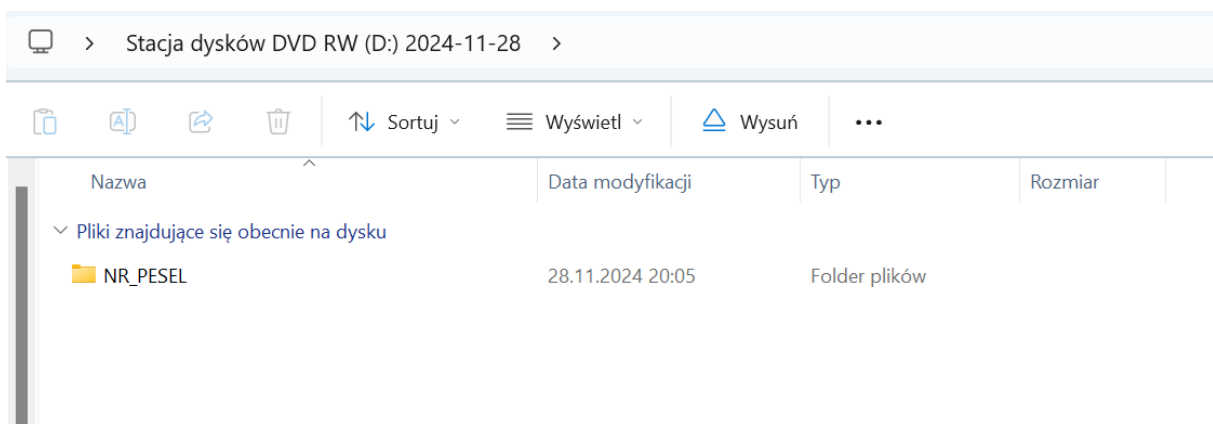 Stacja dysków DVD RW (D:) 2024-11-28
Sortuj Wyświetl Wysuń
Nazwa Data modyfikacji Typ Rozmiar
Pliki znajdujące się obecnie na dysku
NR_PESEL 28.11.2024 20:05 Folder plików